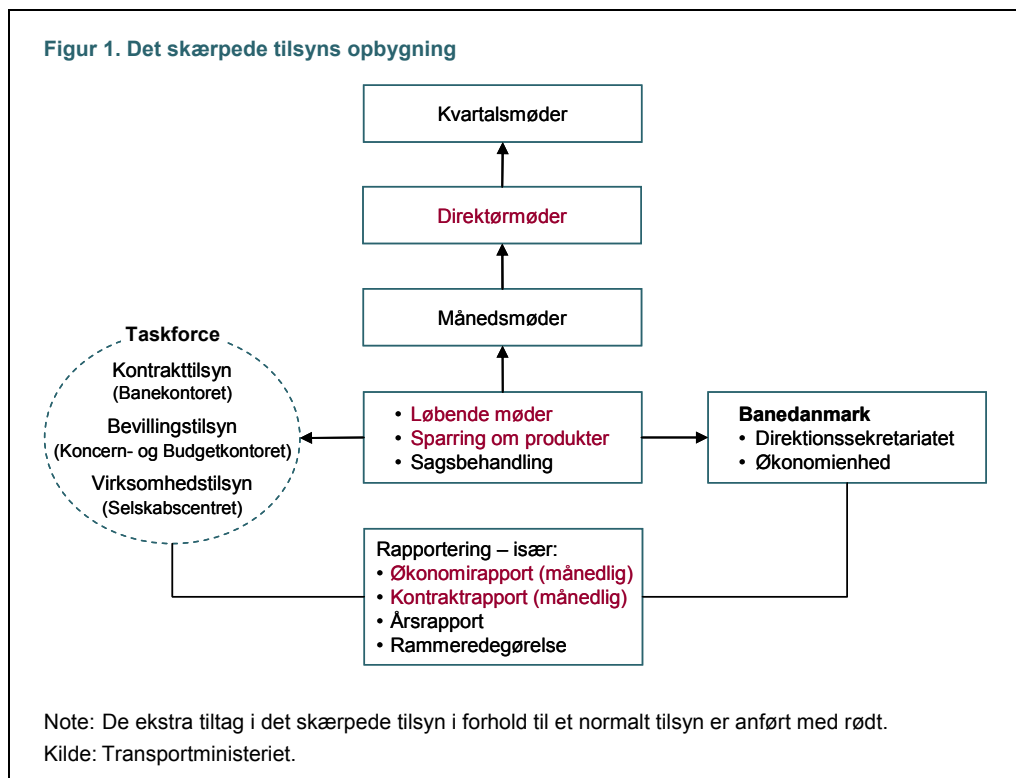 Figur 1. Det skærpede tilsyns opbygning
Kvartalsmøder
Direktørmøder
Månedsmøder
Taskforce
Kontrakttilsyn
(Banekontoret)
Bevillingstilsyn
(Koncern- og Budgetkontoret)
Virksomhedstilsyn
(Selskabscentret)
• Løbende møder
• Sparring om produkter
• Sagsbehandling
Banedanmark
• Direktionssekretariatet
• Økonomienhed
Rapportering – især:
• Økonomirapport (månedlig)
• Kontraktrapport (månedlig)
• Årsrapport
• Rammeredegørelse
Note: De ekstra tiltag i det skærpede tilsyn i forhold til et normalt tilsyn er anført med rødt.
Kilde: Transportministeriet.